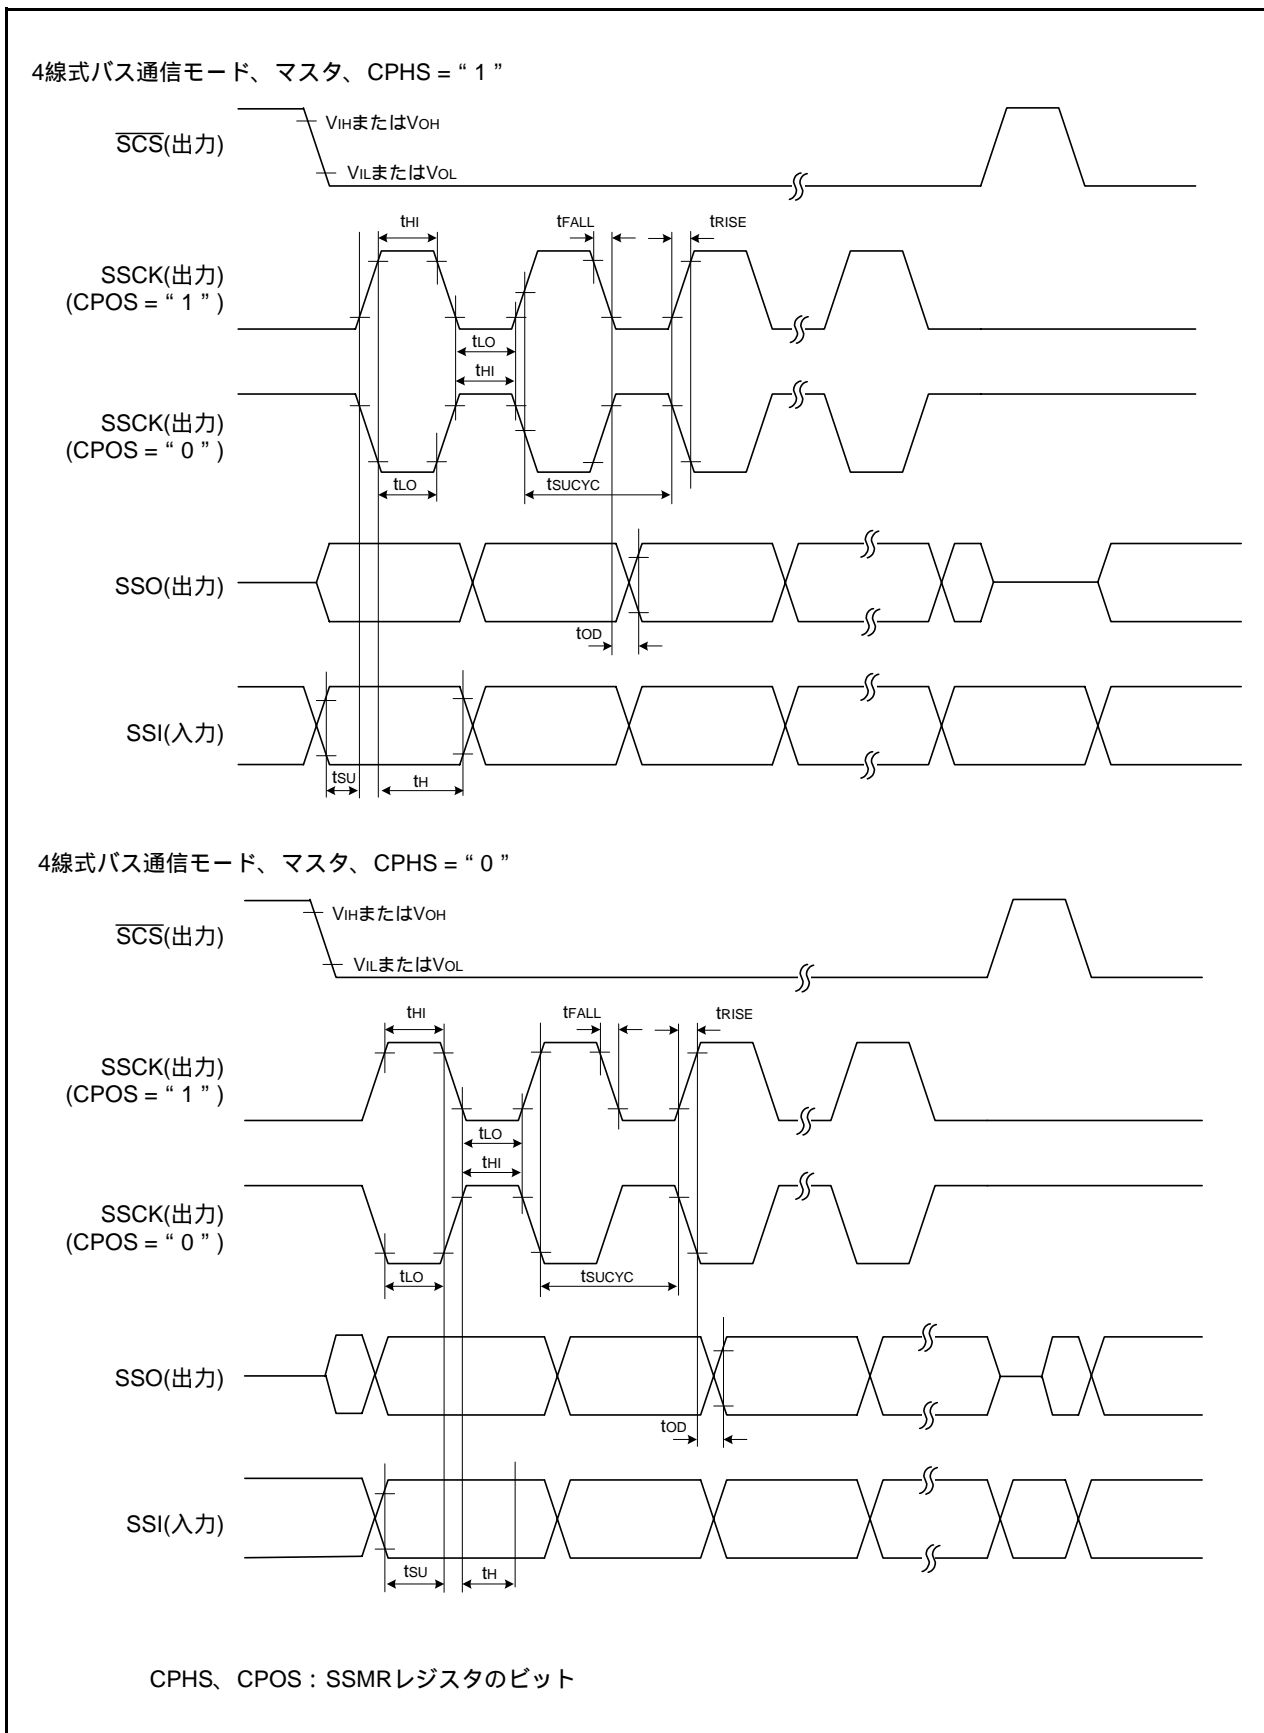 4線式バス通信モード、マスタ、CPHS = “ 1 ”
VIHまたはVOH
SCS(出力)
VILまたはVOL
tHI
tFALL
tRISE
SSCK(出力)
(CPOS = “ 1 ” )
tLO
tHI
SSCK(出力)
(CPOS = “ 0 ” )
tLO
tSUCYC
SSO(出力)
tOD
SSI(入力)
tSU
tH
4線式バス通信モード、マスタ、CPHS = “ 0 ”
VIHまたはVOH
SCS(出力)
VILまたはVOL
tHI
tFALL
tRISE
SSCK(出力)
(CPOS = “ 1 ” )
tLO
tHI
SSCK(出力)
(CPOS = “ 0 ” )
tLO
tSUCYC
SSO(出力)
tOD
SSI(入力)
tSU
tH
CPHS、CPOS : SSMRレジスタのビット